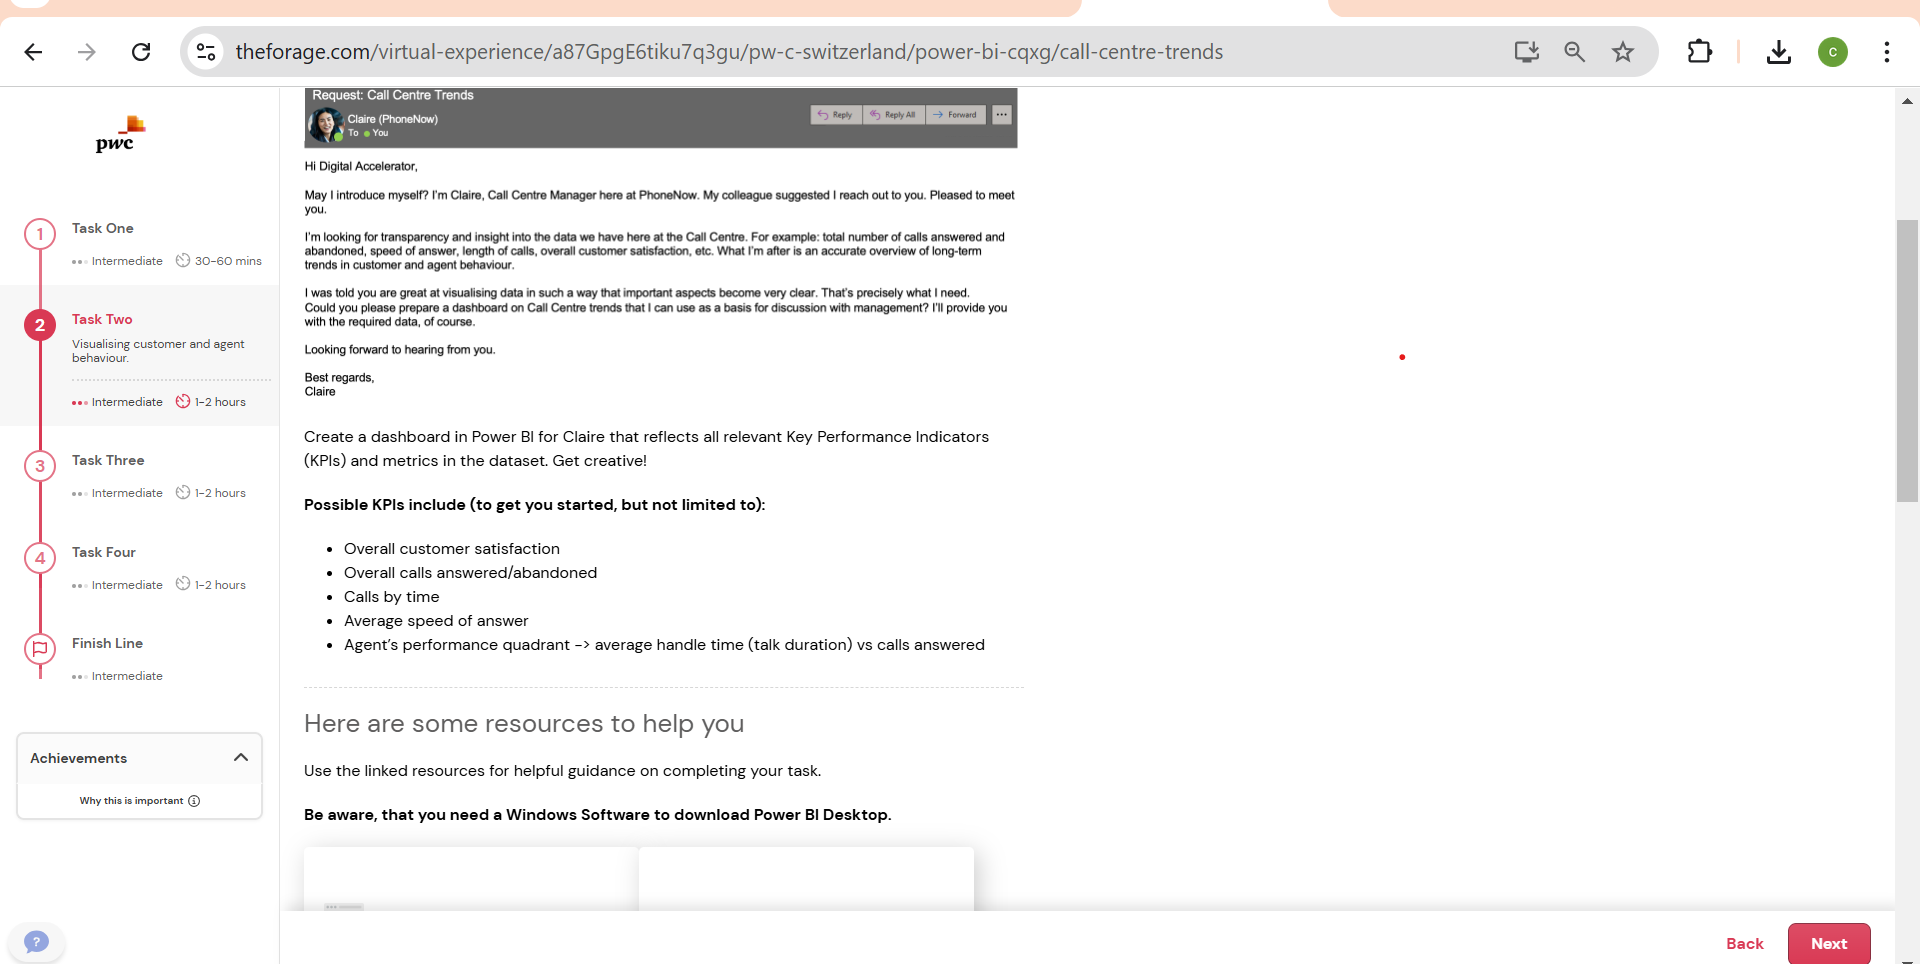 theforage.com/virtual-experience/a87GpgE6tiku7q3gu/pw-c-switzerland/power-bi-cqxg/call-centre-trends
C
pwc
1
Task One
Intermediate
30-60 mins
2
Task Two
Visualising customer and agent
behaviour.
Intermediate
1-2 hours
3
Task Three
Intermediate
1-2 hours
4
Task Four
Intermediate
1-2 hours
Finish Line
Intermediate
Achievements
Why this is important
?
Request: Call Centre Trends
Claire (PhoneNow)
To You
Reply
Reply All
Forward
Hi Digital Accelerator,
May I introduce myself? I'm Claire, Call Centre Manager here at PhoneNow. My colleague suggested I reach out to you. Pleased to meet
you.
I'm looking for transparency and insight into the data we have here at the Call Centre. For example: total number of calls answered and
abandoned, speed of answer, length of calls, overall customer satisfaction, etc. What I'm after is an accurate overview of long-term
trends in customer and agent behaviour.
I was told you are great at visualising data in such a way that important aspects become very clear. That's precisely what I need.
Could you please prepare a dashboard on Call Centre trends that I can use as a basis for discussion with management? I'll provide you
with the required data, of course.
Looking forward to hearing from you.
Best regards,
Claire
Create a dashboard in Power BI for Claire that reflects all relevant Key Performance Indicators
(KPIs) and metrics in the dataset. Get creative!
Possible KPIs include (to get you started, but not limited to):
• Overall customer satisfaction
• Overall calls answered/abandoned
• Calls by time
• Average speed of answer
• Agent's performance quadrant -> average handle time (talk duration) vs calls answered
Here are some resources to help you
Use the linked resources for helpful guidance on completing your task.
Be aware, that you need a Windows Software to download Power BI Desktop.
Back
Next